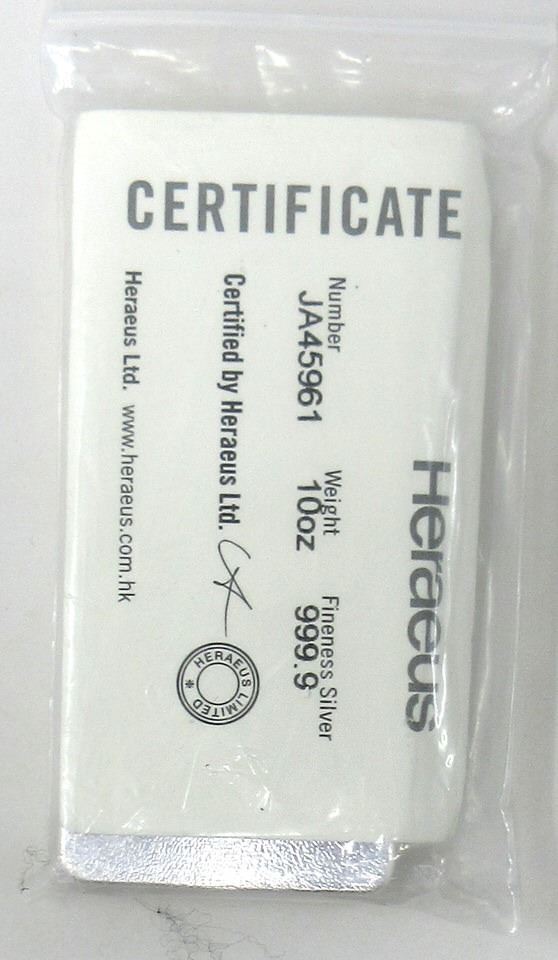 CERTIFICATE
Heraeus
Number Weight Fineness Silver
JA45961 10oz 999.9
Certified by Heraeus Ltd.
HERAEUS LIMITED
Heraeus Ltd. www.heraeus.com.hk